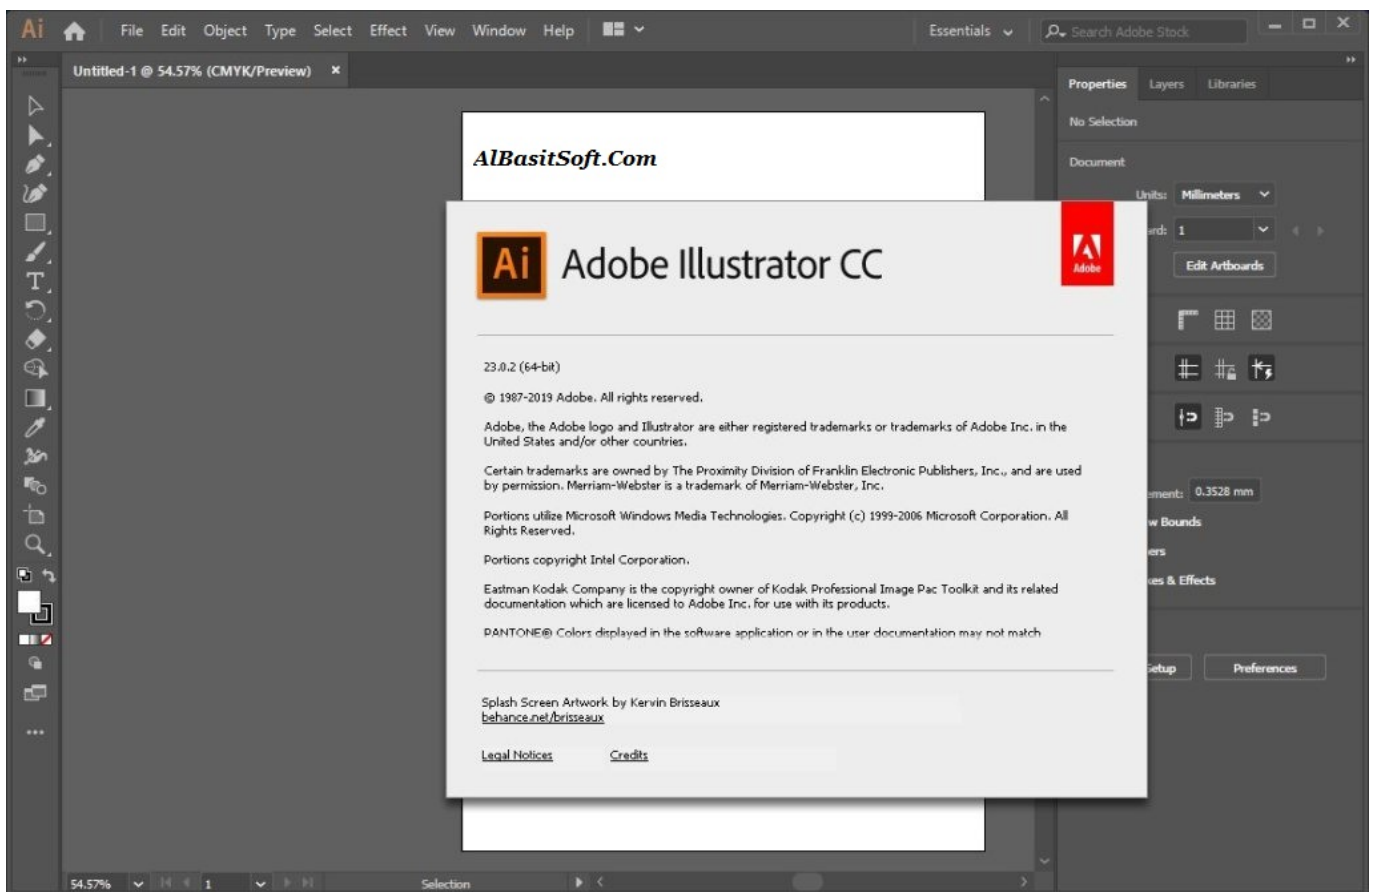 Ai File Edit Object Type Select Effect View Window Help Essentials Search Adobe Stock
Untitled-1 @ 54.57% (CMYK/Preview) ×
Properties Layers Libraries
No Selection
Document
Units: Millimeters
1
Edit Artboards
AlBasitSoft.Com
Ai Adobe Illustrator CC
Adobe
23.0.2 (64-bit)
© 1987-2019 Adobe. All rights reserved.
Adobe, the Adobe logo and Illustrator are either registered trademarks or trademarks of Adobe Inc. in the
United States and/or other countries.
Certain trademarks are owned by The Proximity Division of Franklin Electronic Publishers, Inc., and are used
by permission. Merriam-Webster is a trademark of Merriam-Webster, Inc.
Portions utilize Microsoft Windows Media Technologies. Copyright (c) 1999-2006 Microsoft Corporation. All
Rights Reserved.
Portions copyright Intel Corporation.
Eastman Kodak Company is the copyright owner of Kodak Professional Image Pac Toolkit and its related
documentation which are licensed to Adobe Inc. for use with its products.
PANTONE® Colors displayed in the software application or in the user documentation may not match
Splash Screen Artwork by Kervin Brisseaux
behance.net/brisseaux
Legal Notices Credits
0.3528 mm
Bounds
& Effects
Preferences
54.57% 1 Selection